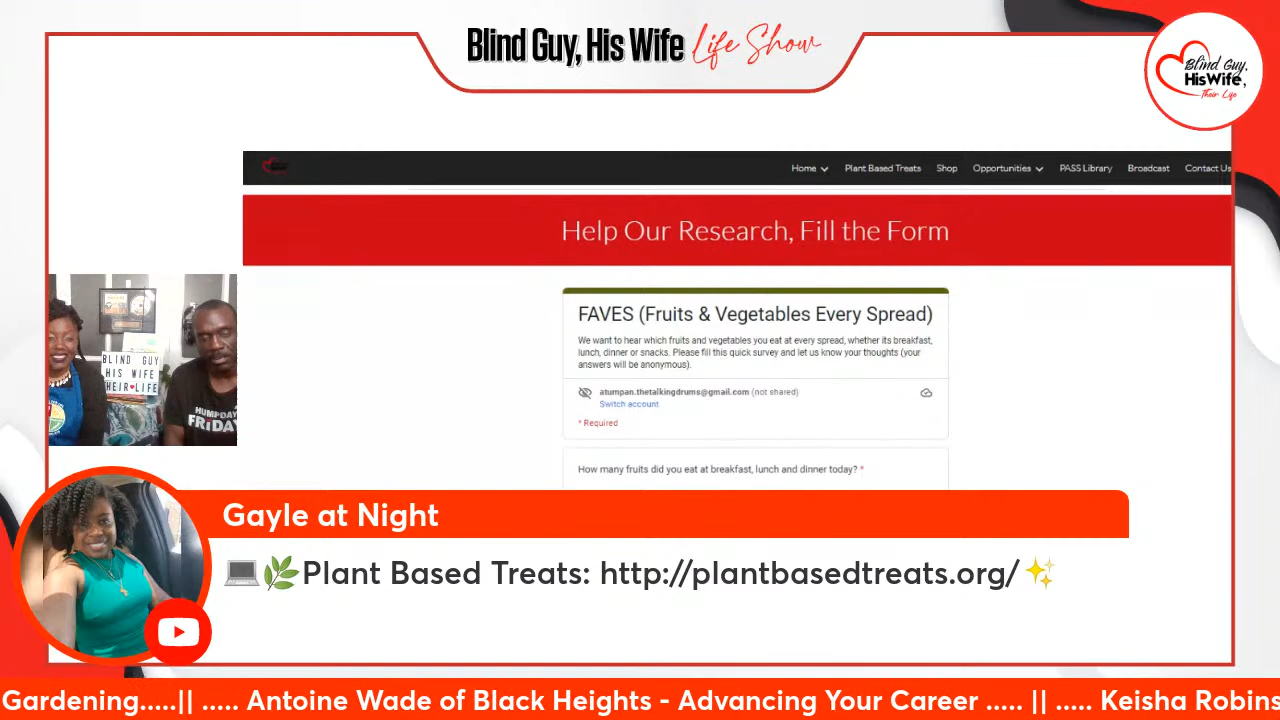 Blind Guy, His Wife Life Show
Blind Guy,
HisWife,
Their Life
Home
Plant Based Treats
Shop
Opportunities
PASS Library
Broadcast
Contact Us
Help Our Research, Fill the Form
FAVES (Fruits & Vegetables Every Spread)
We want to hear which fruits and vegetables you eat at every spread, whether its breakfast,
lunch, dinner or snacks. Please fill this quick survey and let us know your thoughts (your
answers will be anonymous).
atumpan.thetalkingdrums@gmail.com (not shared)
Switch account
* Required
How many fruits did you eat at breakfast, lunch and dinner today? *
BLIND GUY
HIS WIFE
THEIR♥LIFE
HUMPDAY
FRIDAY
Gayle at Night
💻🌿Plant Based Treats: http://plantbasedtreats.org/✨
Gardening.....|| ..... Antoine Wade of Black Heights - Advancing Your Career ..... || ..... Keisha Robins